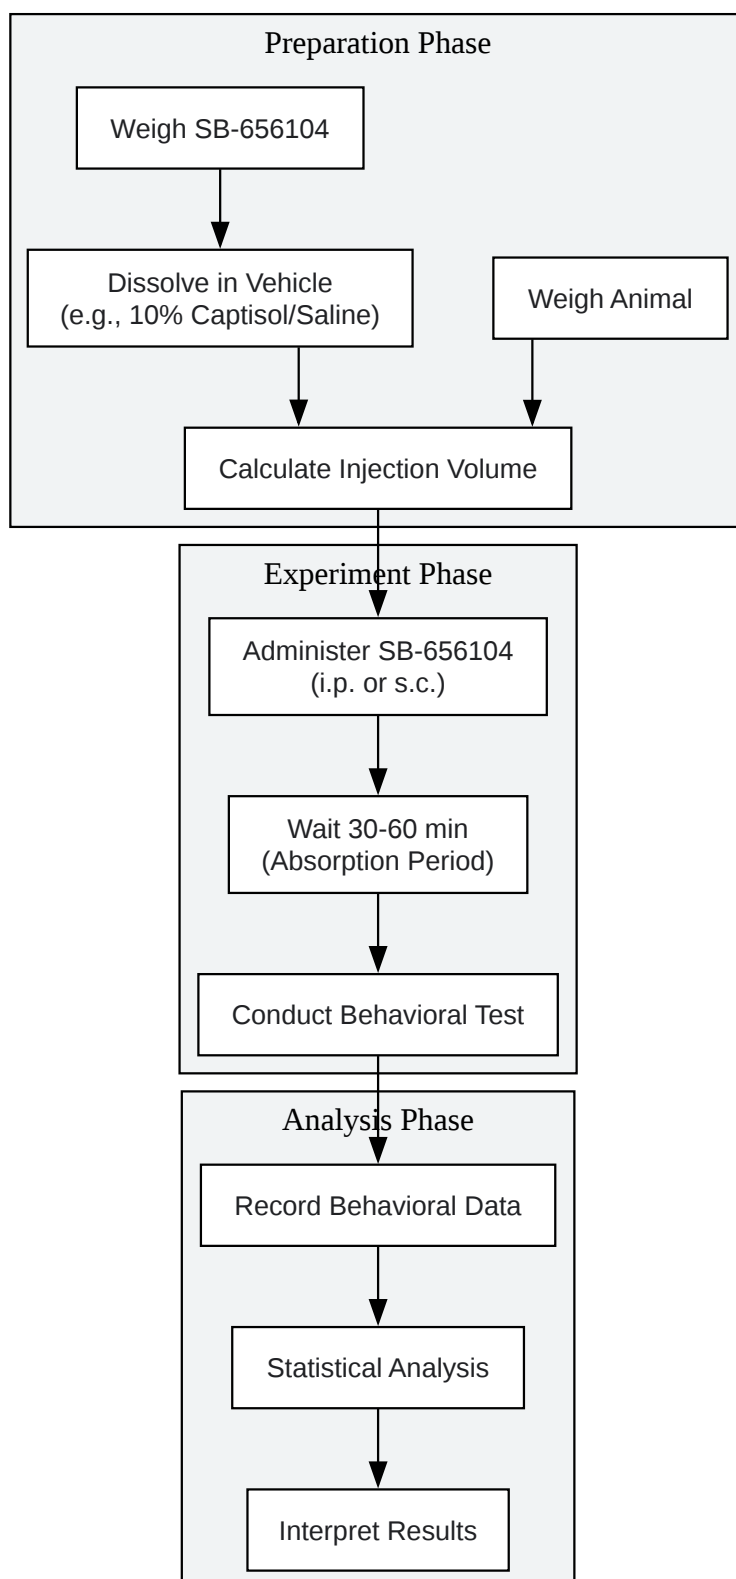 Preparation Phase
Weigh SB-656104
Dissolve in Vehicle
(e.g., 10% Captisol/Saline)
Weigh Animal
Calculate Injection Volume
Experiment Phase
Administer SB-656104
(i.p. or s.c.)
Wait 30-60 min
(Absorption Period)
Conduct Behavioral Test
Analysis Phase
Record Behavioral Data
Statistical Analysis
Interpret Results